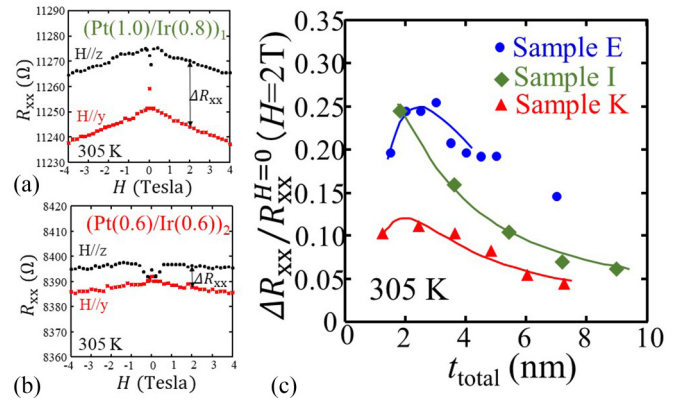 (Pt(1.0)/Ir(0.8))₁
H//z
ΔRxx
H//y
305 K
Rxx (Ω)
11290
11280
11270
11260
11250
11240
11230
-4 -3 -2 -1 0 1 2 3 4
H (Tesla)
(a)
(Pt(0.6)/Ir(0.6))₂
H//z
ΔRxx
H//y
305 K
Rxx (Ω)
8420
8410
8400
8390
8380
8370
8360
-4 -3 -2 -1 0 1 2 3 4
H (Tesla)
(b)
Sample E
Sample I
Sample K
305 K
ΔRxx/Rxx^H=0 (H=2T)
0.35
0.30
0.25
0.20
0.15
0.10
0.05
0
0 2 4 6 8 10
t total (nm)
(c)